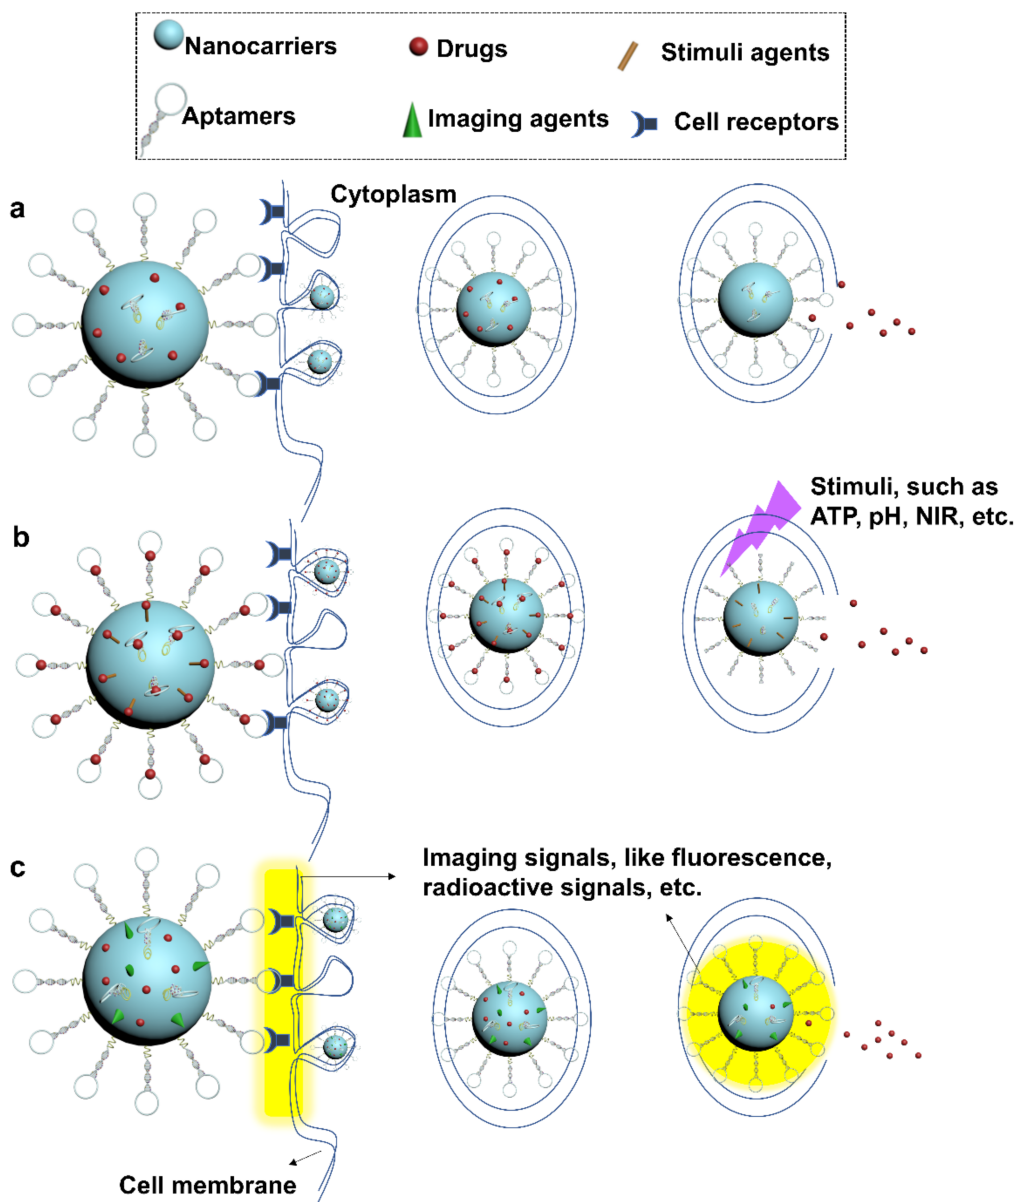 Nanocarriers
Drugs
Stimuli agents
Aptamers
Imaging agents
Cell receptors
a
Cytoplasm
Stimuli, such as
ATP, pH, NIR, etc.
b
c
Imaging signals, like fluorescence,
radioactive signals, etc.
Cell membrane